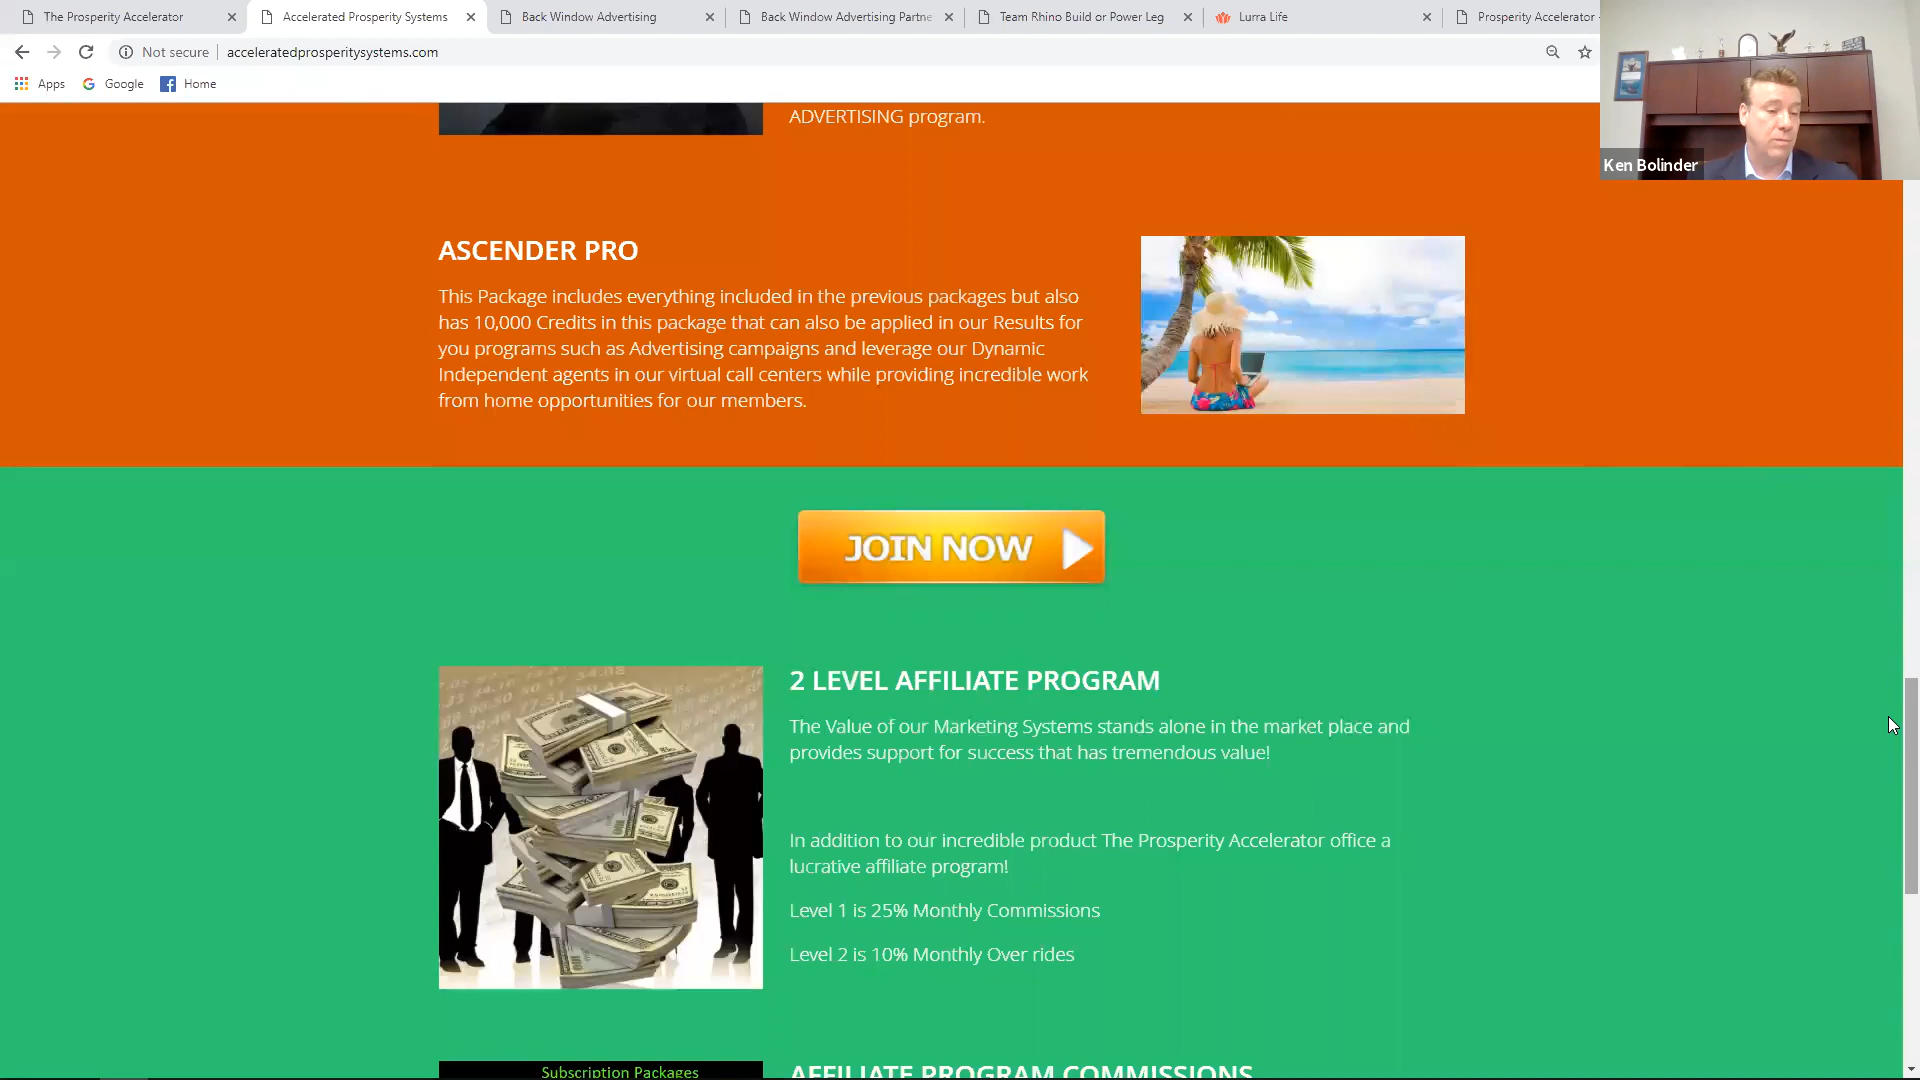 The Prosperity Accelerator
Accelerated Prosperity Systems
Back Window Advertising
Back Window Advertising Partne
Team Rhino Build or Power Leg
Lurra Life
Prosperity Accelerator
Not secure
acceleratedprosperitysystems.com
Apps
Google
Home
Ken Bolinder
ADVERTISING program.
ASCENDER PRO
This Package includes everything included in the previous packages but also
has 10,000 Credits in this package that can also be applied in our Results for
you programs such as Advertising campaigns and leverage our Dynamic
Independent agents in our virtual call centers while providing incredible work
from home opportunities for our members.
JOIN NOW
2 LEVEL AFFILIATE PROGRAM
The Value of our Marketing Systems stands alone in the market place and
provides support for success that has tremendous value!
In addition to our incredible product The Prosperity Accelerator office a
lucrative affiliate program!
Level 1 is 25% Monthly Commissions
Level 2 is 10% Monthly Over rides
Subscription Packages
AFFILIATE PROGRAM COMMISSIONS